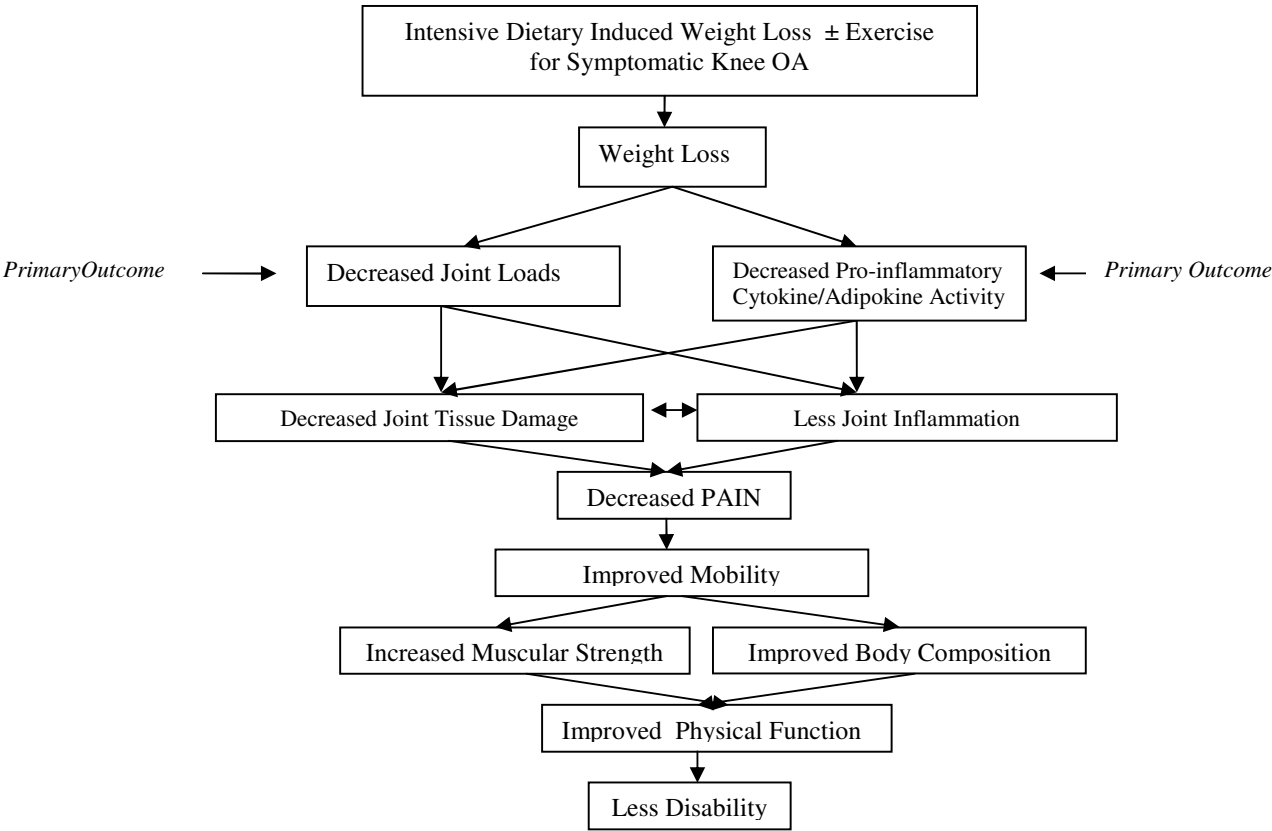 Intensive Dietary Induced Weight Loss ± Exercise
for Symptomatic Knee OA
Weight Loss
PrimaryOutcome
Decreased Joint Loads
Decreased Pro-inflammatory
Cytokine/Adipokine Activity
Primary Outcome
Decreased Joint Tissue Damage
Less Joint Inflammation
Decreased PAIN
Improved Mobility
Increased Muscular Strength
Improved Body Composition
Improved Physical Function
Less Disability